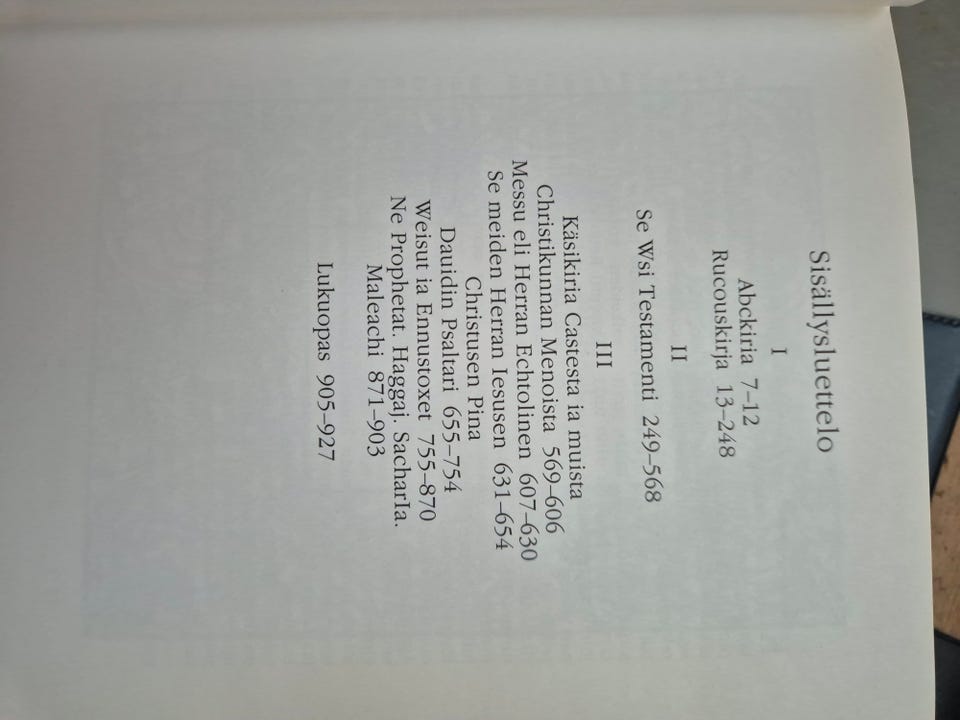 Sisällysluettelo
I
Abckiria 7–12
Rucouskirja 13–248
II
Se Wsi Testamenti 249–568
III
Käsikiria Castesta ia muista
Christikunnan Menoista 569–606
Messu eli Herran Echtolinen 607–630
Se meiden Herran Iesusen 631–654
Christusen Pina
Dauidin Psaltari 655–754
Weisut ia Ennustoxet 755–870
Ne Prophetat. Haggaj. SacharIa.
Maleachi 871–903
Lukuopas 905–927